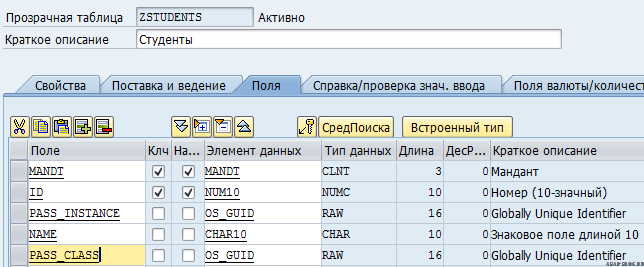 Прозрачная таблица ZSTUDENTS Активно
Краткое описание Студенты
Свойства Поставка и ведение Поля Справка/проверка знач. ввода Поля валюты/количест
СредПоиска Встроенный тип
Поле Клч На... Элемент данных Тип данных Длина ДесР... Краткое описание
MANDT MANDT CLNT 3 0 Мандант
ID NUM10 NUMC 10 0 Номер (10-значный)
PASS_INSTANCE OS_GUID RAW 16 0 Globally Unique Identifier
NAME CHAR10 CHAR 10 0 Знаковое поле длиной 10
PASS_CLASS OS_GUID RAW 16 0 Globally Unique Identifier